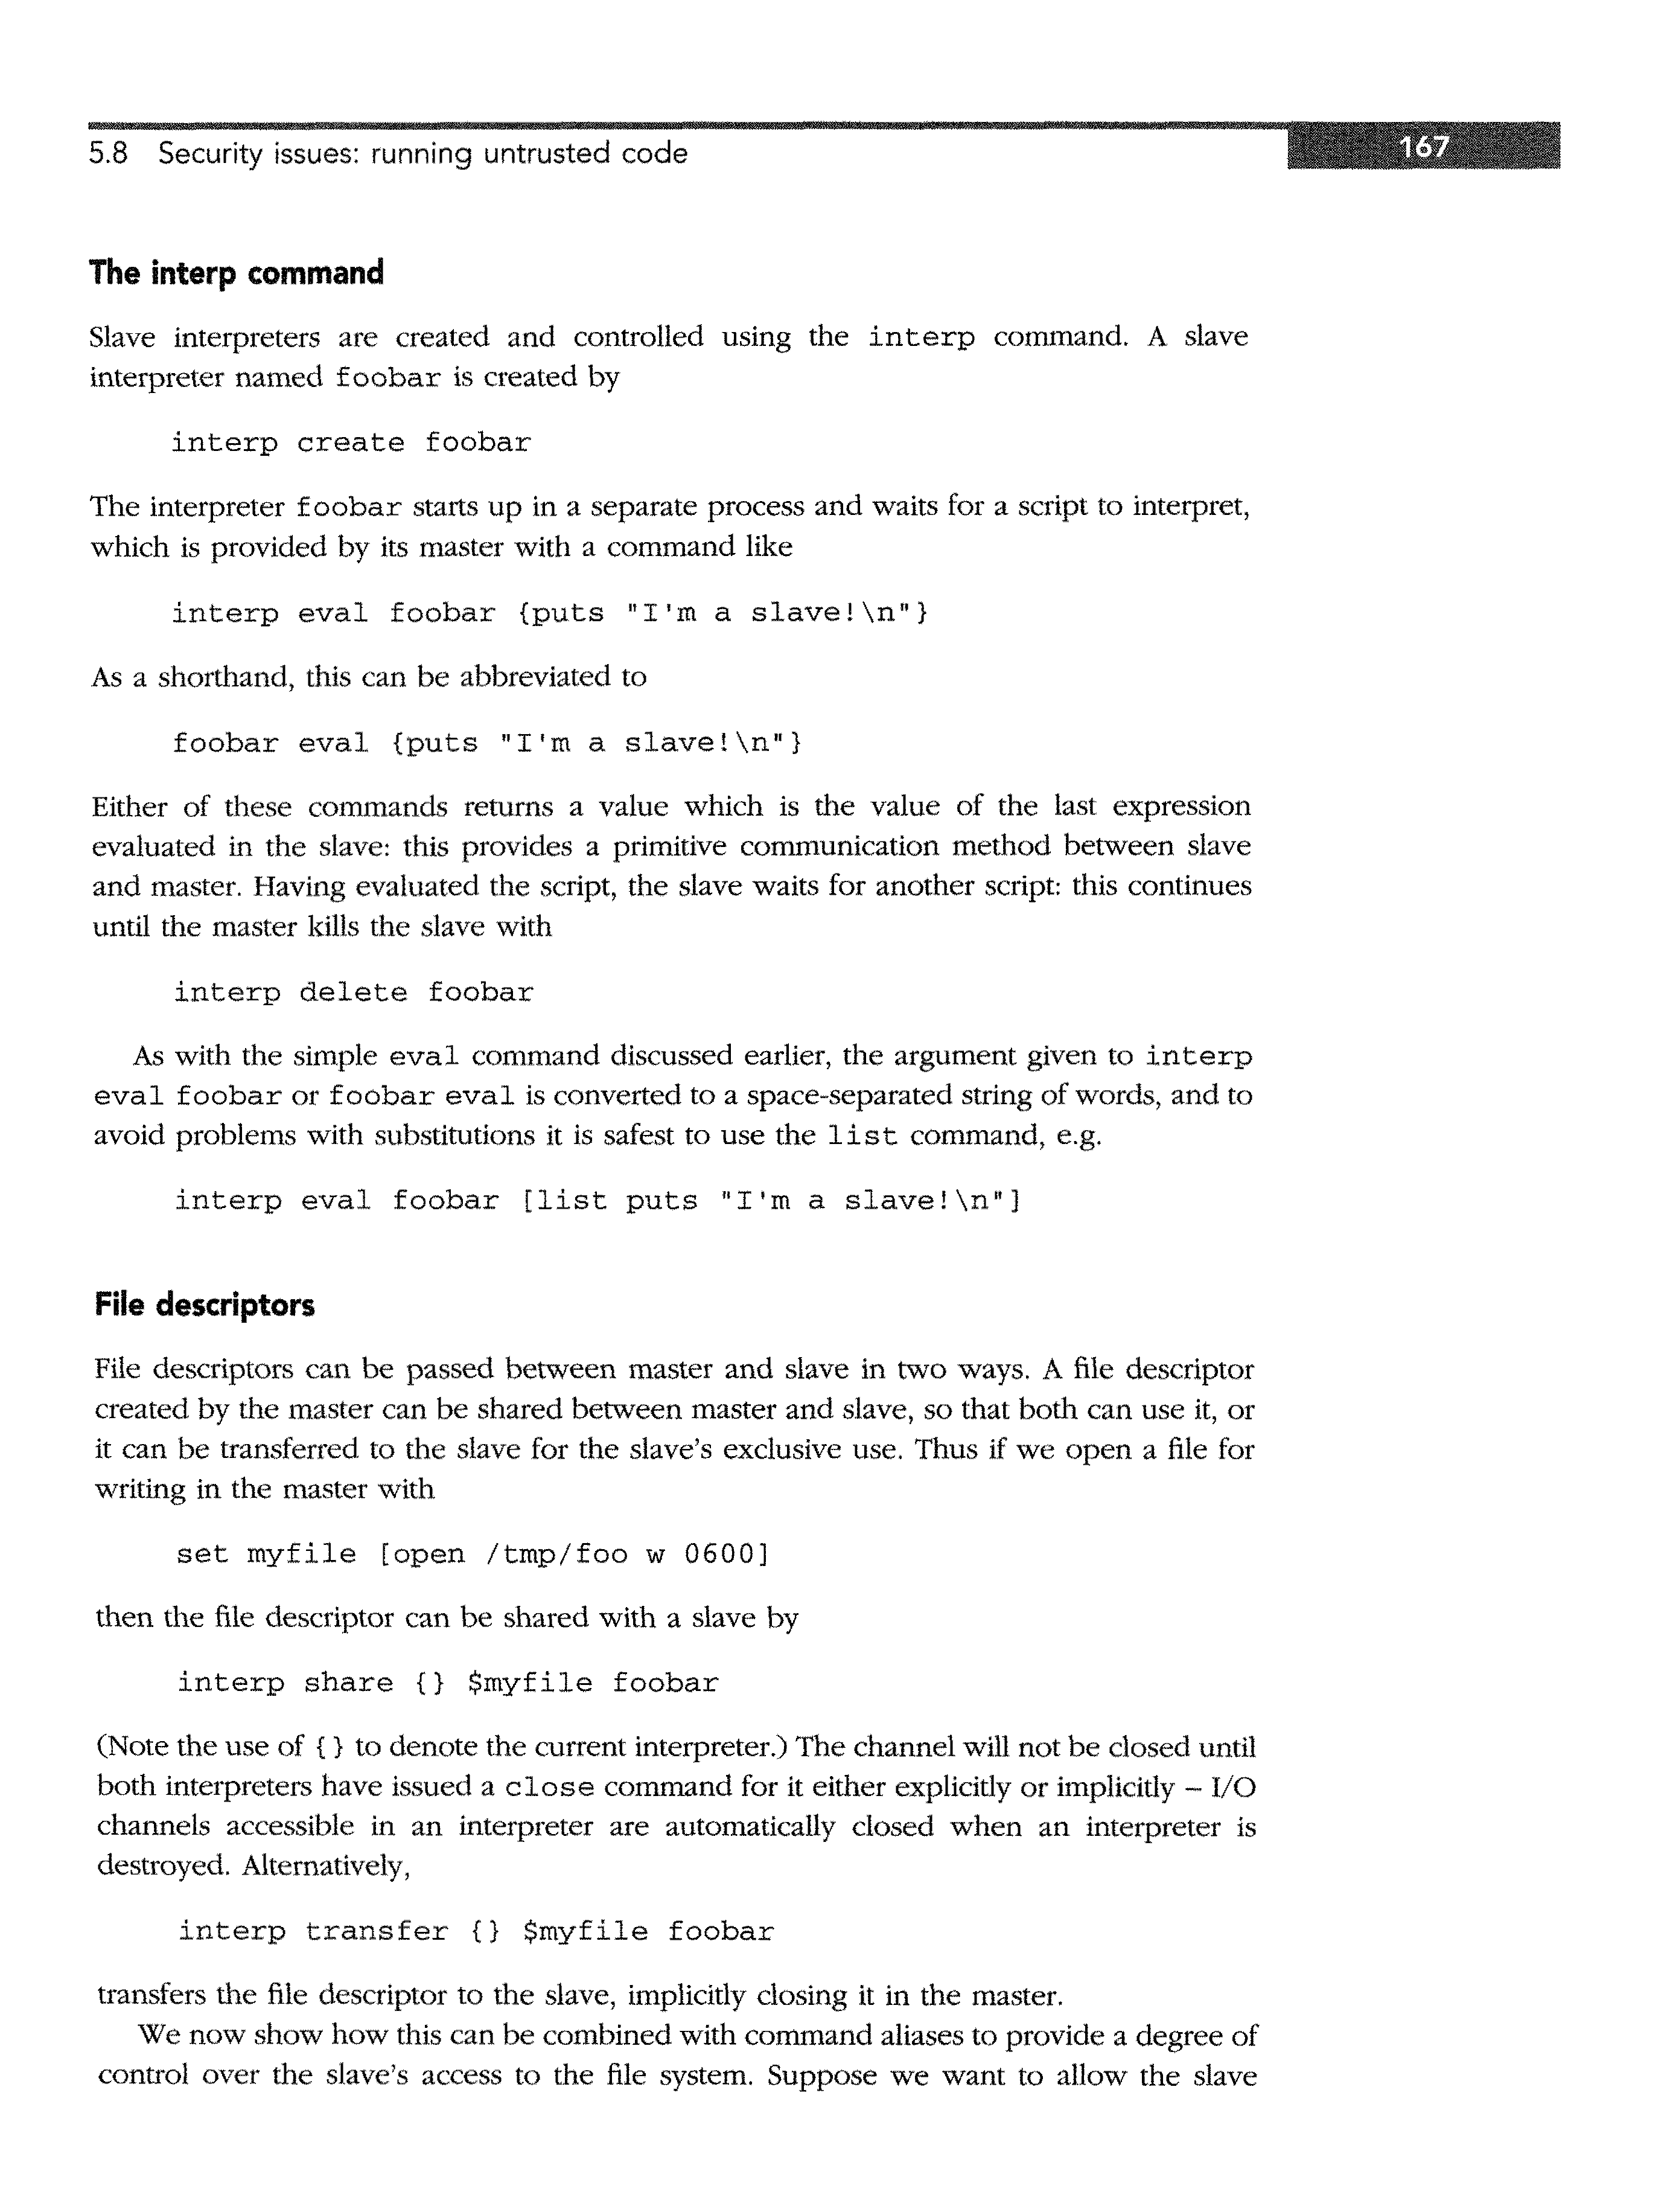 5.8 Security issues: running untrusted code
167
The interp command
Slave interpreters are created and controlled using the interp command. A slave
interpreter named foobar is created by
interp create foobar
The interpreter foobar starts up in a separate process and waits for a script to interpret,
which is provided by its master with a command like
interp eval foobar {puts "I'm a slave!\n"}
As a shorthand, this can be abbreviated to
foobar eval {puts "I'm a slave!\n"}
Either of these commands returns a value which is the value of the last expression
evaluated in the slave: this provides a primitive communication method between slave
and master. Having evaluated the script, the slave waits for another script: this continues
until the master kills the slave with
interp delete foobar
As with the simple eval command discussed earlier, the argument given to interp
eval foobar or foobar eval is converted to a space-separated string of words, and to
avoid problems with substitutions it is safest to use the list command, e.g.
interp eval foobar [list puts "I'm a slave!\n"]
File descriptors
File descriptors can be passed between master and slave in two ways. A file descriptor
created by the master can be shared between master and slave, so that both can use it, or
it can be transferred to the slave for the slave's exclusive use. Thus if we open a file for
writing in the master with
set myfile [open /tmp/foo w 0600]
then the file descriptor can be shared with a slave by
interp share {} $myfile foobar
(Note the use of {} to denote the current interpreter.) The channel will not be closed until
both interpreters have issued a close command for it either explicitly or implicitly – I/O
channels accessible in an interpreter are automatically closed when an interpreter is
destroyed. Alternatively,
interp transfer {} $myfile foobar
transfers the file descriptor to the slave, implicitly closing it in the master.
We now show how this can be combined with command aliases to provide a degree of
control over the slave's access to the file system. Suppose we want to allow the slave